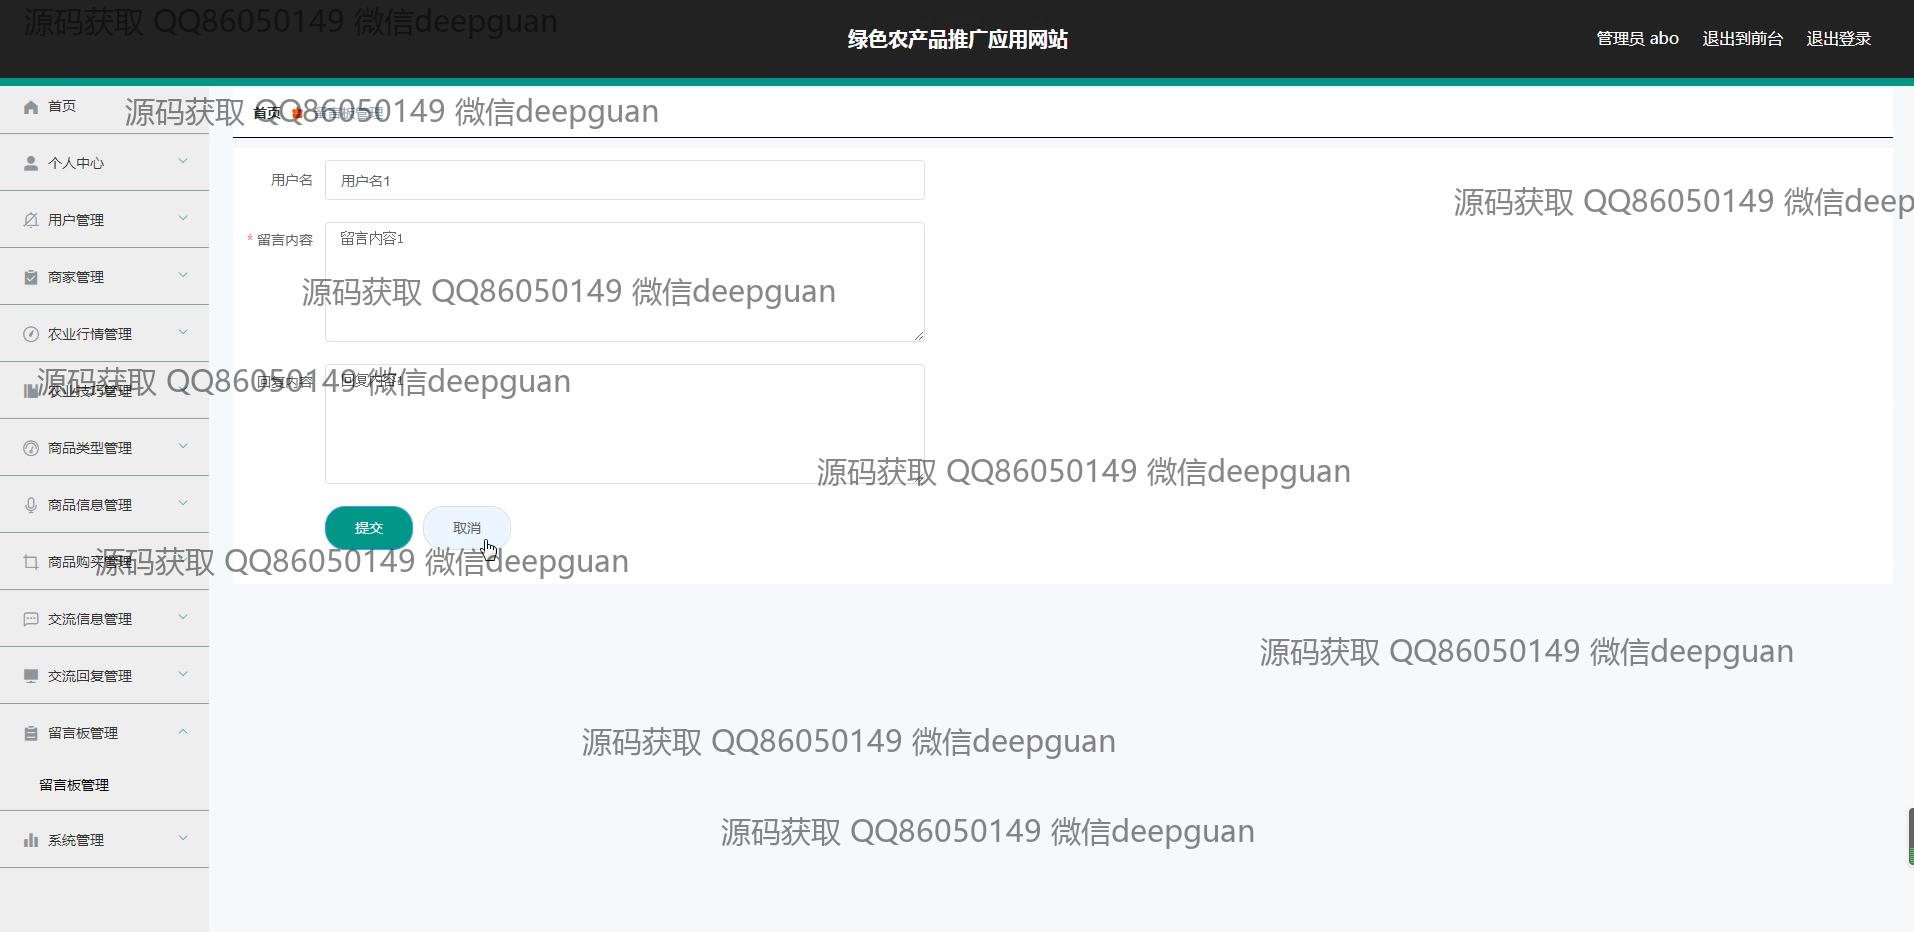 源码获取 QQ86050149 微信deepguan
绿色农产品推广应用网站
管理员 abo 退出到前台 退出登录
首页
源码获取 QQ86050149 微信deepguan
首页 留言板管理
个人中心
用户名 用户名1
源码获取 QQ86050149 微信deep
用户管理
* 留言内容 留言内容1
商家管理
源码获取 QQ86050149 微信deepguan
农业行情管理
源码获取 QQ86050149 微信deepguan
回复内容 回复内容1
农业技巧管理
商品类型管理
源码获取 QQ86050149 微信deepguan
商品信息管理
提交 取消
商品购买管理
源码获取 QQ86050149 微信deepguan
交流信息管理
源码获取 QQ86050149 微信deepguan
交流回复管理
留言板管理
源码获取 QQ86050149 微信deepguan
留言板管理
源码获取 QQ86050149 微信deepguan
系统管理